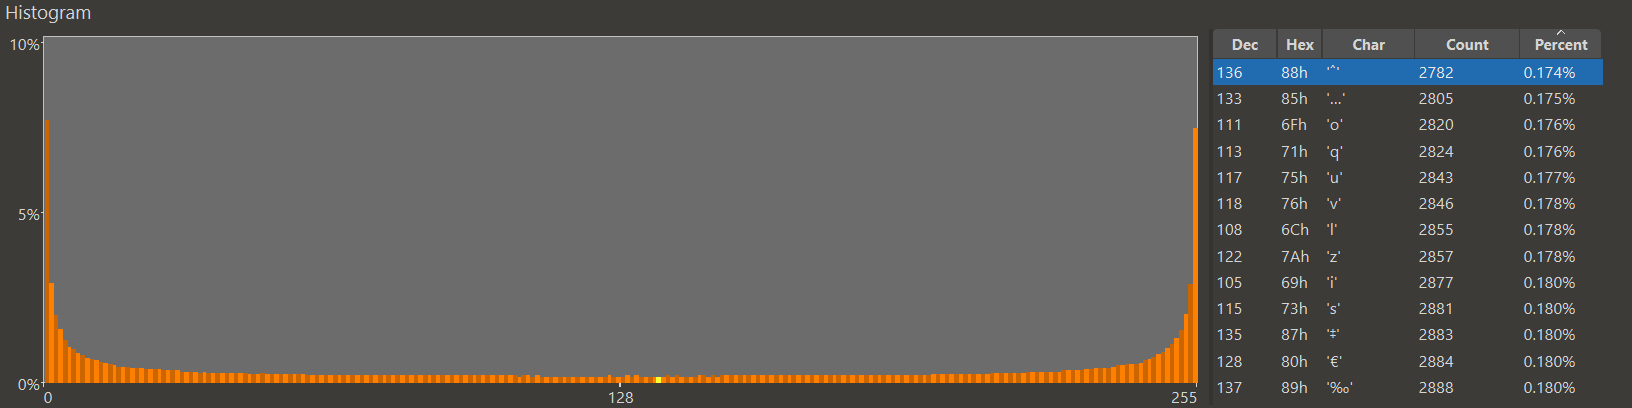 Histogram
10%
5%
0%
0 128 255
Dec Hex Char Count Percent
136 88h 'ˆ' 2782 0.174%
133 85h '…' 2805 0.175%
111 6Fh 'o' 2820 0.176%
113 71h 'q' 2824 0.176%
117 75h 'u' 2843 0.177%
118 76h 'v' 2846 0.178%
108 6Ch 'l' 2855 0.178%
122 7Ah 'z' 2857 0.178%
105 69h 'i' 2877 0.180%
115 73h 's' 2881 0.180%
135 87h '‡' 2883 0.180%
128 80h '€' 2884 0.180%
137 89h '‰' 2888 0.180%